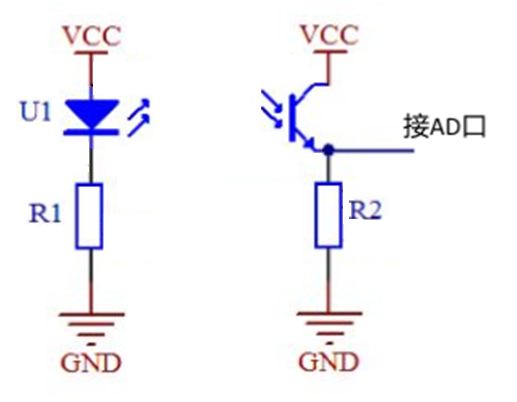 VCC
VCC
U1
接AD口
R1
R2
GND
GND